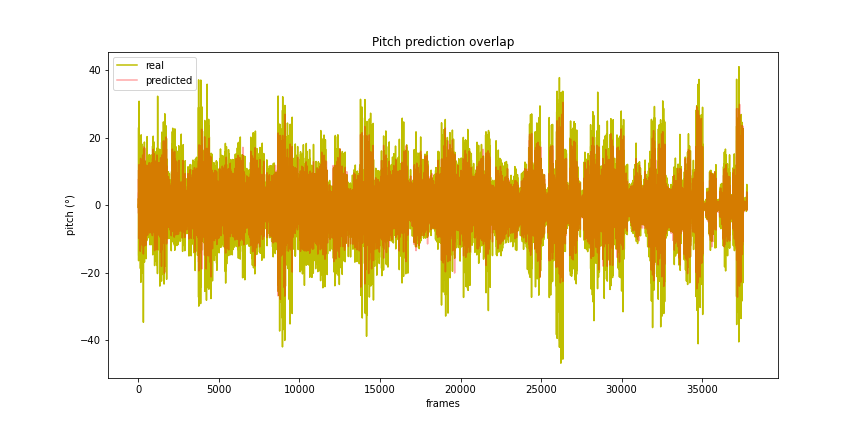 Pitch prediction overlap
real
predicted
pitch (°)
40
20
0
−20
−40
0 5000 10000 15000 20000 25000 30000 35000
frames